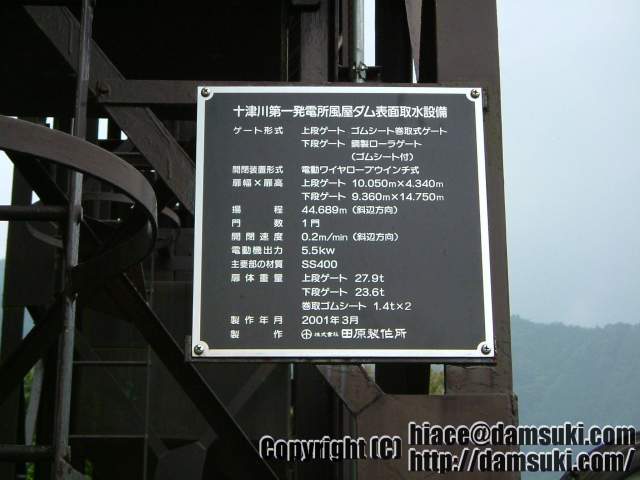 十津川第一発電所風屋ダム表面取水設備
ゲート形式 上段ゲート ゴムシート巻取式ゲート
下段ゲート 鋼製ローラゲート
(ゴムシート付)
開閉装置形式 電動ワイヤロープウインチ式
扉幅×扉高 上段ゲート 10.050m×4.340m
下段ゲート 9.360m×14.750m
揚程 44.689m (斜辺方向)
門数 1門
開閉速度 0.2m/min (斜辺方向)
電動機出力 5.5kw
主要部の材質 SS400
扉体重量 上段ゲート 27.9t
下段ゲート 23.6t
巻取ゴムシート 1.4t×2
製作年月 2001年3月
製作 株式会社 田原製作所
Copyright (C) hiace@damsuki.com
http://damsuki.com/